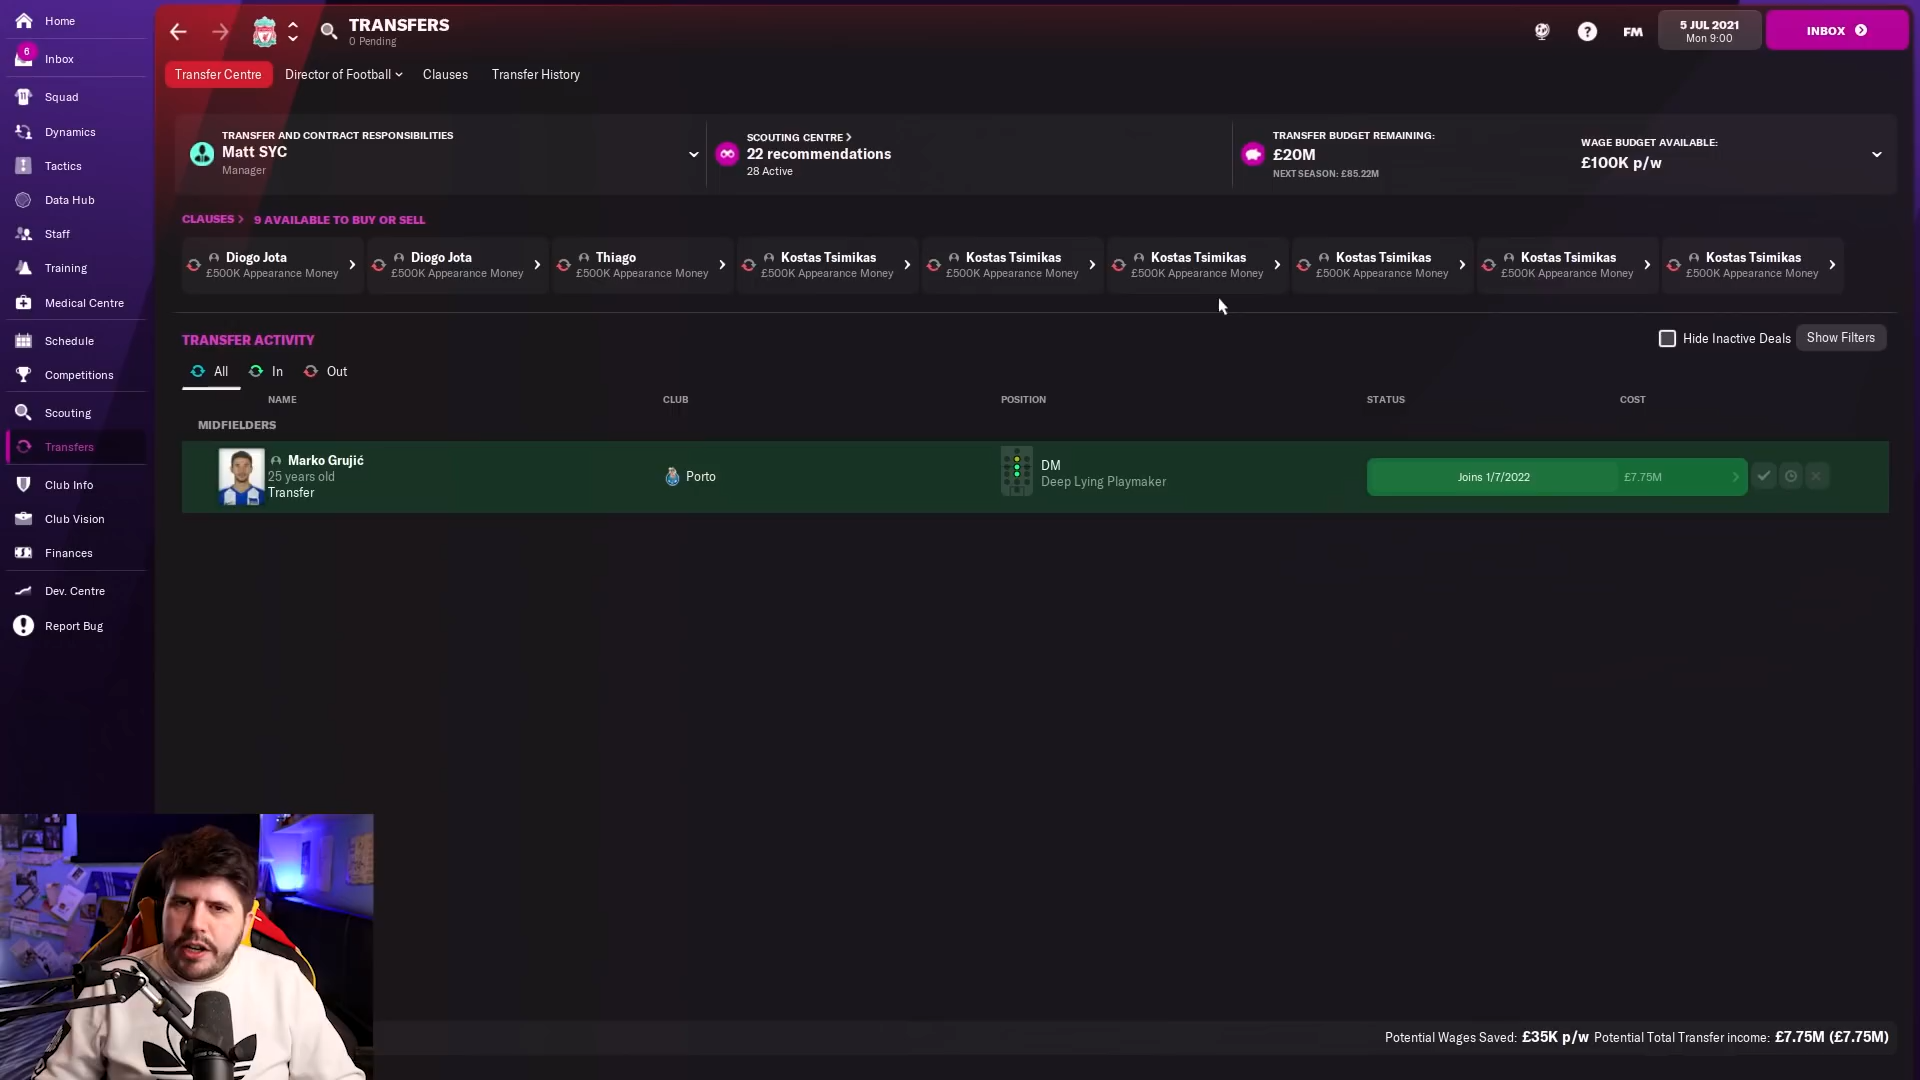 Home
6
Inbox
Squad
Dynamics
Tactics
Data Hub
Staff
Training
Medical Centre
Schedule
Competitions
Scouting
Transfers
Club Info
Club Vision
Finances
Dev. Centre
Report Bug
TRANSFERS
0 Pending
?
FM
5 JUL 2021
Mon 9:00
INBOX
Transfer Centre
Director of Football
Clauses
Transfer History
TRANSFER AND CONTRACT RESPONSIBILITIES
Matt SYC
Manager
SCOUTING CENTRE >
22 recommendations
28 Active
TRANSFER BUDGET REMAINING:
£20M
NEXT SEASON: £85.22M
WAGE BUDGET AVAILABLE:
£100K p/w
CLAUSES > 9 AVAILABLE TO BUY OR SELL
Diogo Jota
£500K Appearance Money
Diogo Jota
£500K Appearance Money
Thiago
£500K Appearance Money
Kostas Tsimikas
£500K Appearance Money
Kostas Tsimikas
£500K Appearance Money
Kostas Tsimikas
£500K Appearance Money
Kostas Tsimikas
£500K Appearance Money
Kostas Tsimikas
£500K Appearance Money
Kostas Tsimikas
£500K Appearance Money
TRANSFER ACTIVITY
Hide Inactive Deals
Show Filters
All
In
Out
NAME CLUB POSITION STATUS COST
MIDFIELDERS
Marko Grujić
25 years old
Transfer
Porto
DM
Deep Lying Playmaker
Joins 1/7/2022
£7.75M
Potential Wages Saved: £35K p/w Potential Total Transfer income: £7.75M (£7.75M)